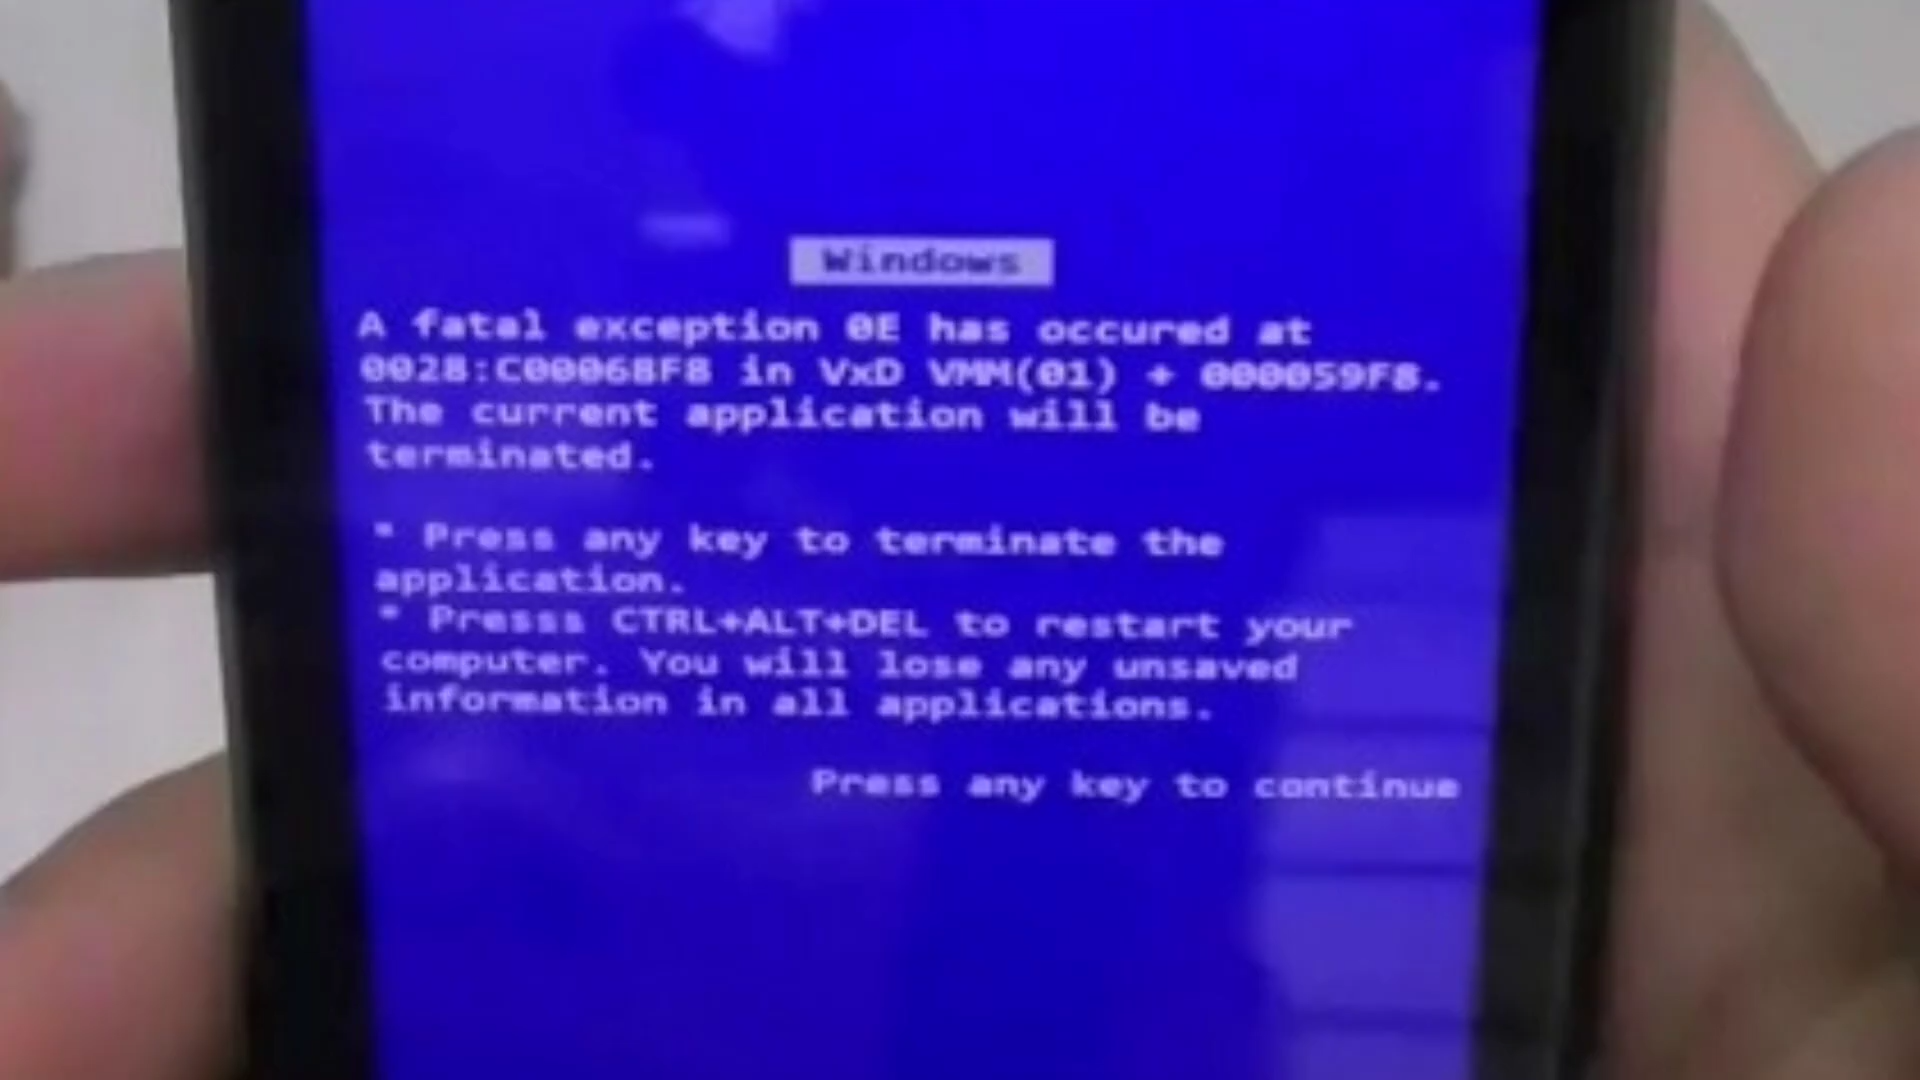 Windows
A fatal exception 0E has occured at
0028:C00068F8 in VxD VMM(01) + 000059F8.
The current application will be
terminated.
* Press any key to terminate the
application.
* Presss CTRL+ALT+DEL to restart your
computer. You will lose any unsaved
information in all applications.
Press any key to continue